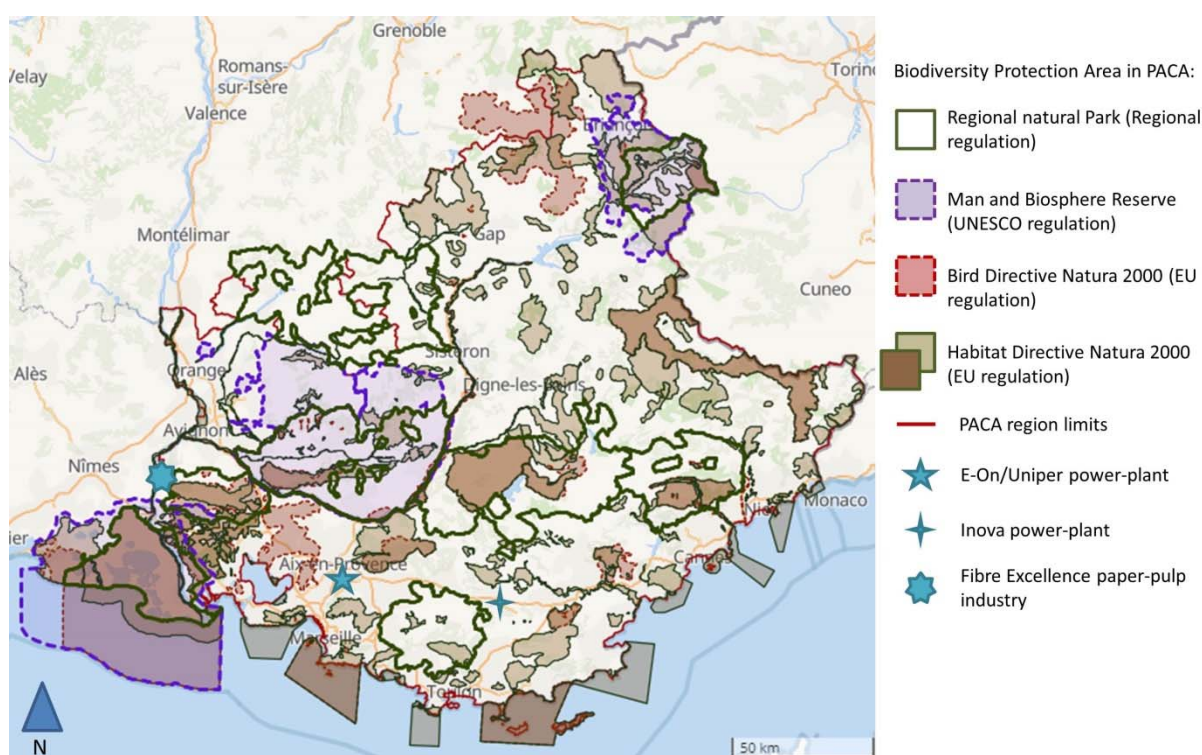 Grenoble
Velay
Romans-
sur-Isère
Torino
Valence
Briançon
Montélimar
Gap
Cuneo
Sisteron
Alès
Orange
Digne-les-Bains
Avignon
Nîmes
Monaco
Nice
ier
Aix-en-Provence
Cannes
Marseille
Toulon
N
50 km
Biodiversity Protection Area in PACA:
Regional natural Park (Regional
regulation)
Man and Biosphere Reserve
(UNESCO regulation)
Bird Directive Natura 2000 (EU
regulation)
Habitat Directive Natura 2000
(EU regulation)
PACA region limits
E-On/Uniper power-plant
Inova power-plant
Fibre Excellence paper-pulp
industry